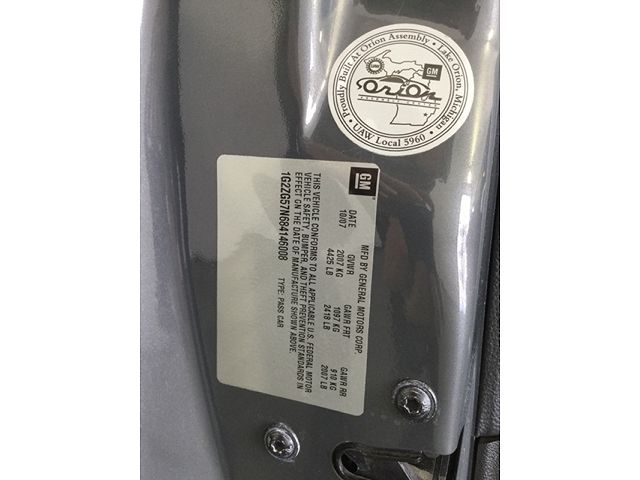 Proudly Built At Orion Assembly • Lake Orion, Michigan
• UAW Local 5960 •
GM
Orion
GM
MFD BY GENERAL MOTORS CORP.
DATE GVWR GAWR FRT GAWR RR
10/07 2007 KG 1097 KG 910 KG
4425 LB 2418 LB 2007 LB
THIS VEHICLE CONFORMS TO ALL APPLICABLE U.S. FEDERAL MOTOR
VEHICLE SAFETY, BUMPER, AND THEFT PREVENTION STANDARDS IN
EFFECT ON THE DATE OF MANUFACTURE SHOWN ABOVE.
1G2ZG57N684146008 TYPE: PASS CAR